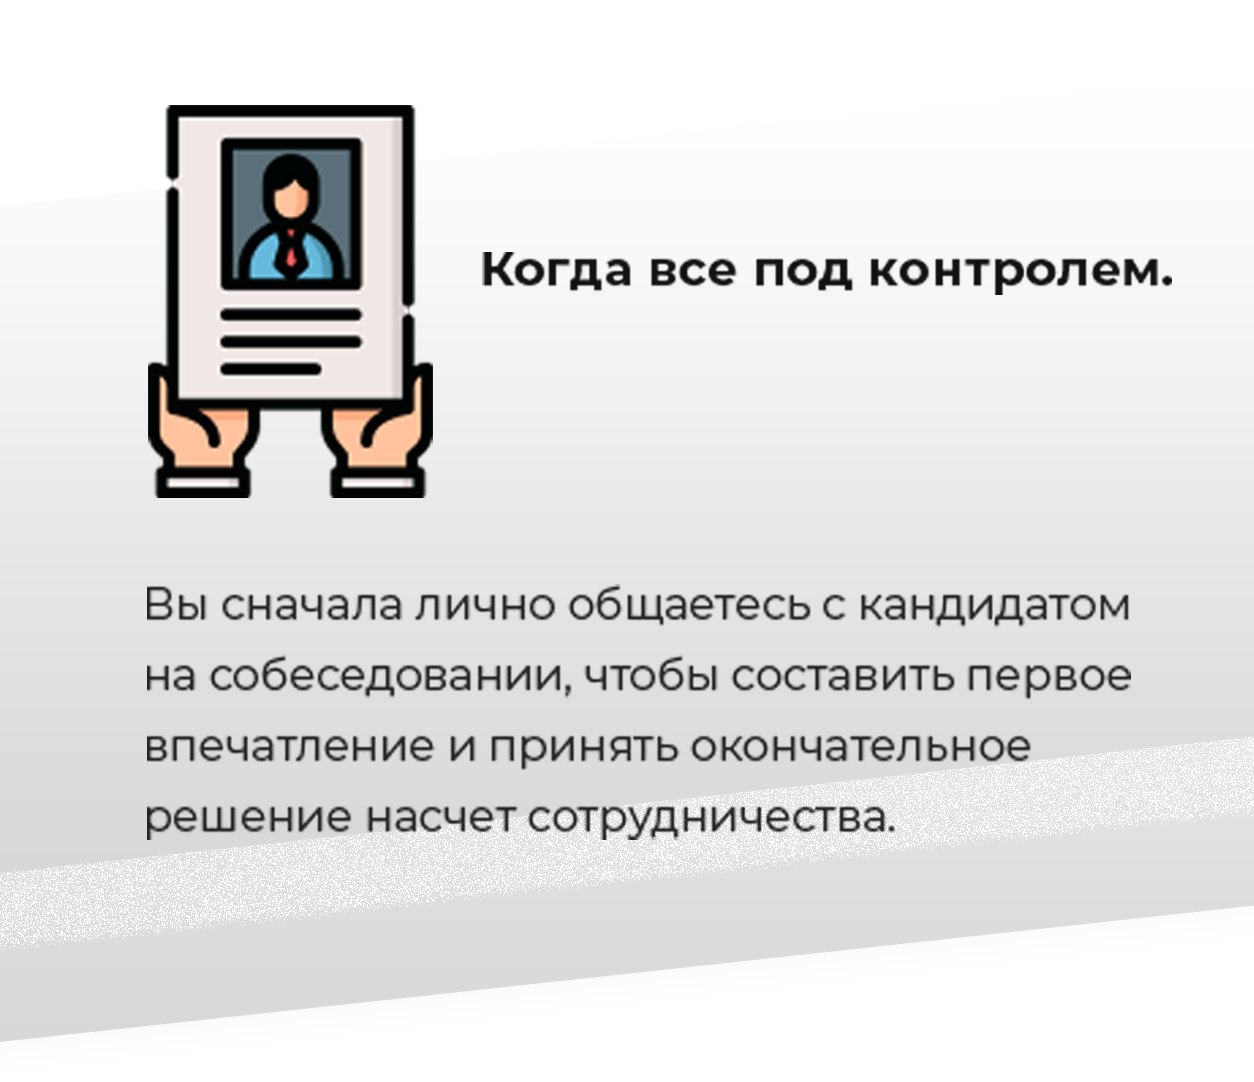 Когда все под контролем.
Вы сначала лично общаетесь с кандидатом
на собеседовании, чтобы составить первое
впечатление и принять окончательное
решение насчет сотрудничества.